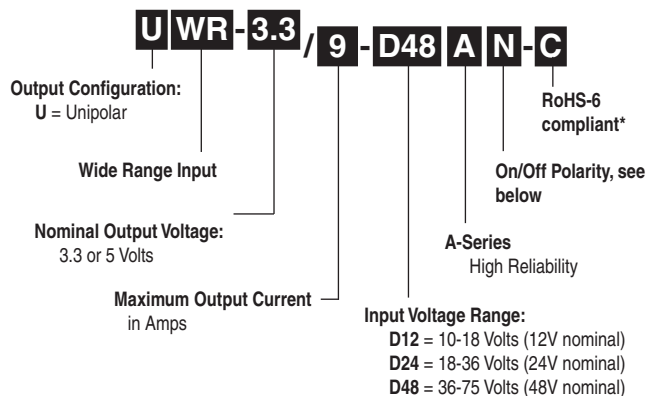 UWR-3.3/9-D48AN-C
Output Configuration:
U = Unipolar
Wide Range Input
Nominal Output Voltage:
3.3 or 5 Volts
Maximum Output Current
in Amps
Input Voltage Range:
D12 = 10-18 Volts (12V nominal)
D24 = 18-36 Volts (24V nominal)
D48 = 36-75 Volts (48V nominal)
A-Series
High Reliability
On/Off Polarity, see
below
RoHS-6
compliant*